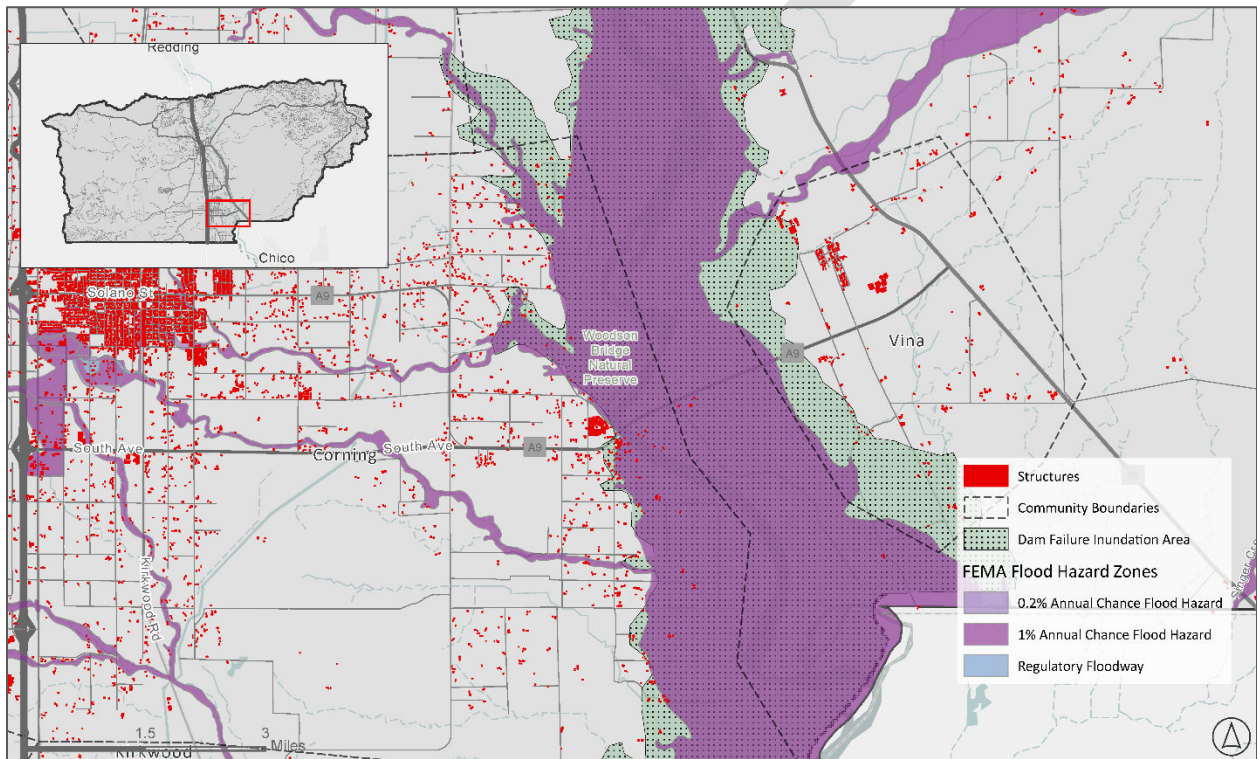 Redding
Chico
Solano St
A9
Woodson
Bridge
Natural
Preserve
A9
Vina
South Ave
Corning
South Ave
A9
Kirkwood Rd
Structures
Community Boundaries
Dam Failure Inundation Area
FEMA Flood Hazard Zones
0.2% Annual Chance Flood Hazard
1% Annual Chance Flood Hazard
Regulatory Floodway
Singer
1.5
3
Miles
Kirkwood